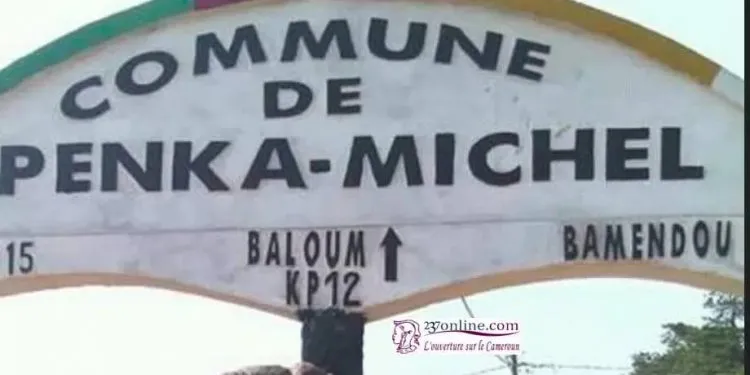 COMMUNE
DE
PENKA-MICHEL
15 BALOUM ↑ BAMENDOU
KP12
237online.com
L'ouverture sur le Cameroun